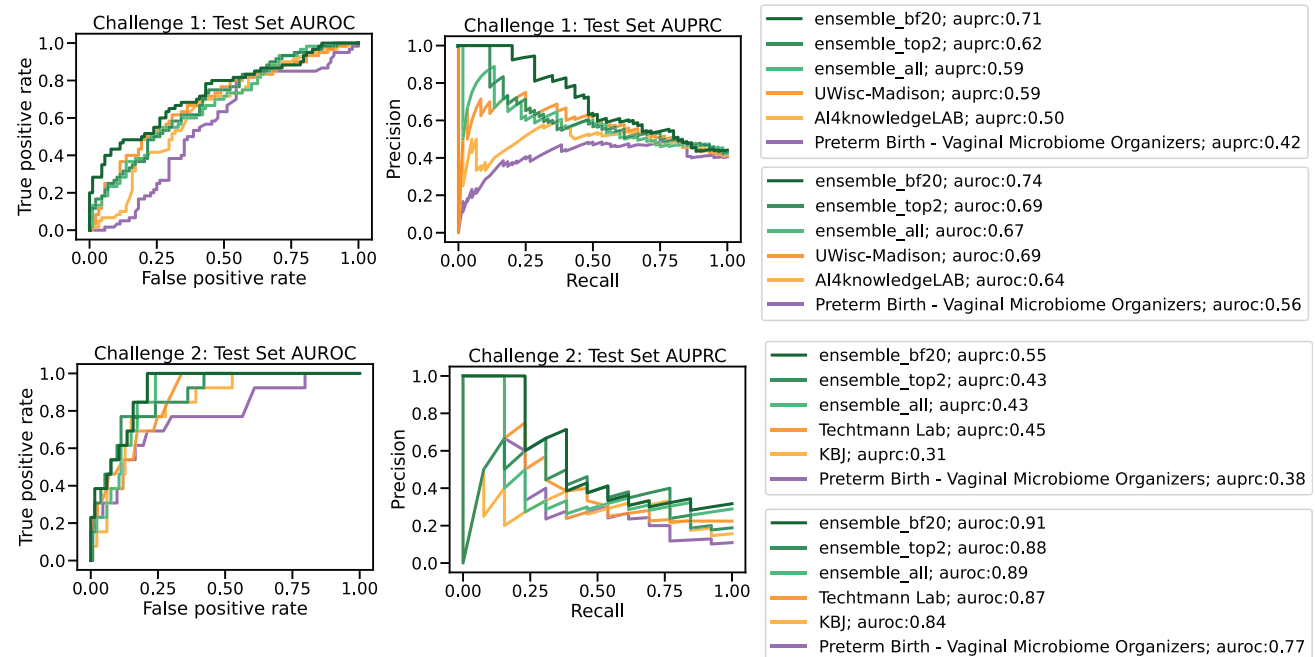 Challenge 1: Test Set AUROC
1.0
0.8
0.6
0.4
0.2
0.0
True positive rate
0.00 0.25 0.50 0.75 1.00
False positive rate
Challenge 1: Test Set AUPRC
1.0
0.8
0.6
0.4
0.2
0.0
Precision
0.00 0.25 0.50 0.75 1.00
Recall
ensemble_bf20; auprc:0.71
ensemble_top2; auprc:0.62
ensemble_all; auprc:0.59
UWisc-Madison; auprc:0.59
AI4knowledgeLAB; auprc:0.50
Preterm Birth - Vaginal Microbiome Organizers; auprc:0.42
ensemble_bf20; auroc:0.74
ensemble_top2; auroc:0.69
ensemble_all; auroc:0.67
UWisc-Madison; auroc:0.69
AI4knowledgeLAB; auroc:0.64
Preterm Birth - Vaginal Microbiome Organizers; auroc:0.56
Challenge 2: Test Set AUROC
1.0
0.8
0.6
0.4
0.2
0.0
True positive rate
0.00 0.25 0.50 0.75 1.00
False positive rate
Challenge 2: Test Set AUPRC
1.0
0.8
0.6
0.4
0.2
0.0
Precision
0.00 0.25 0.50 0.75 1.00
Recall
ensemble_bf20; auprc:0.55
ensemble_top2; auprc:0.43
ensemble_all; auprc:0.43
Techtmann Lab; auprc:0.45
KBJ; auprc:0.31
Preterm Birth - Vaginal Microbiome Organizers; auprc:0.38
ensemble_bf20; auroc:0.91
ensemble_top2; auroc:0.88
ensemble_all; auroc:0.89
Techtmann Lab; auroc:0.87
KBJ; auroc:0.84
Preterm Birth - Vaginal Microbiome Organizers; auroc:0.77